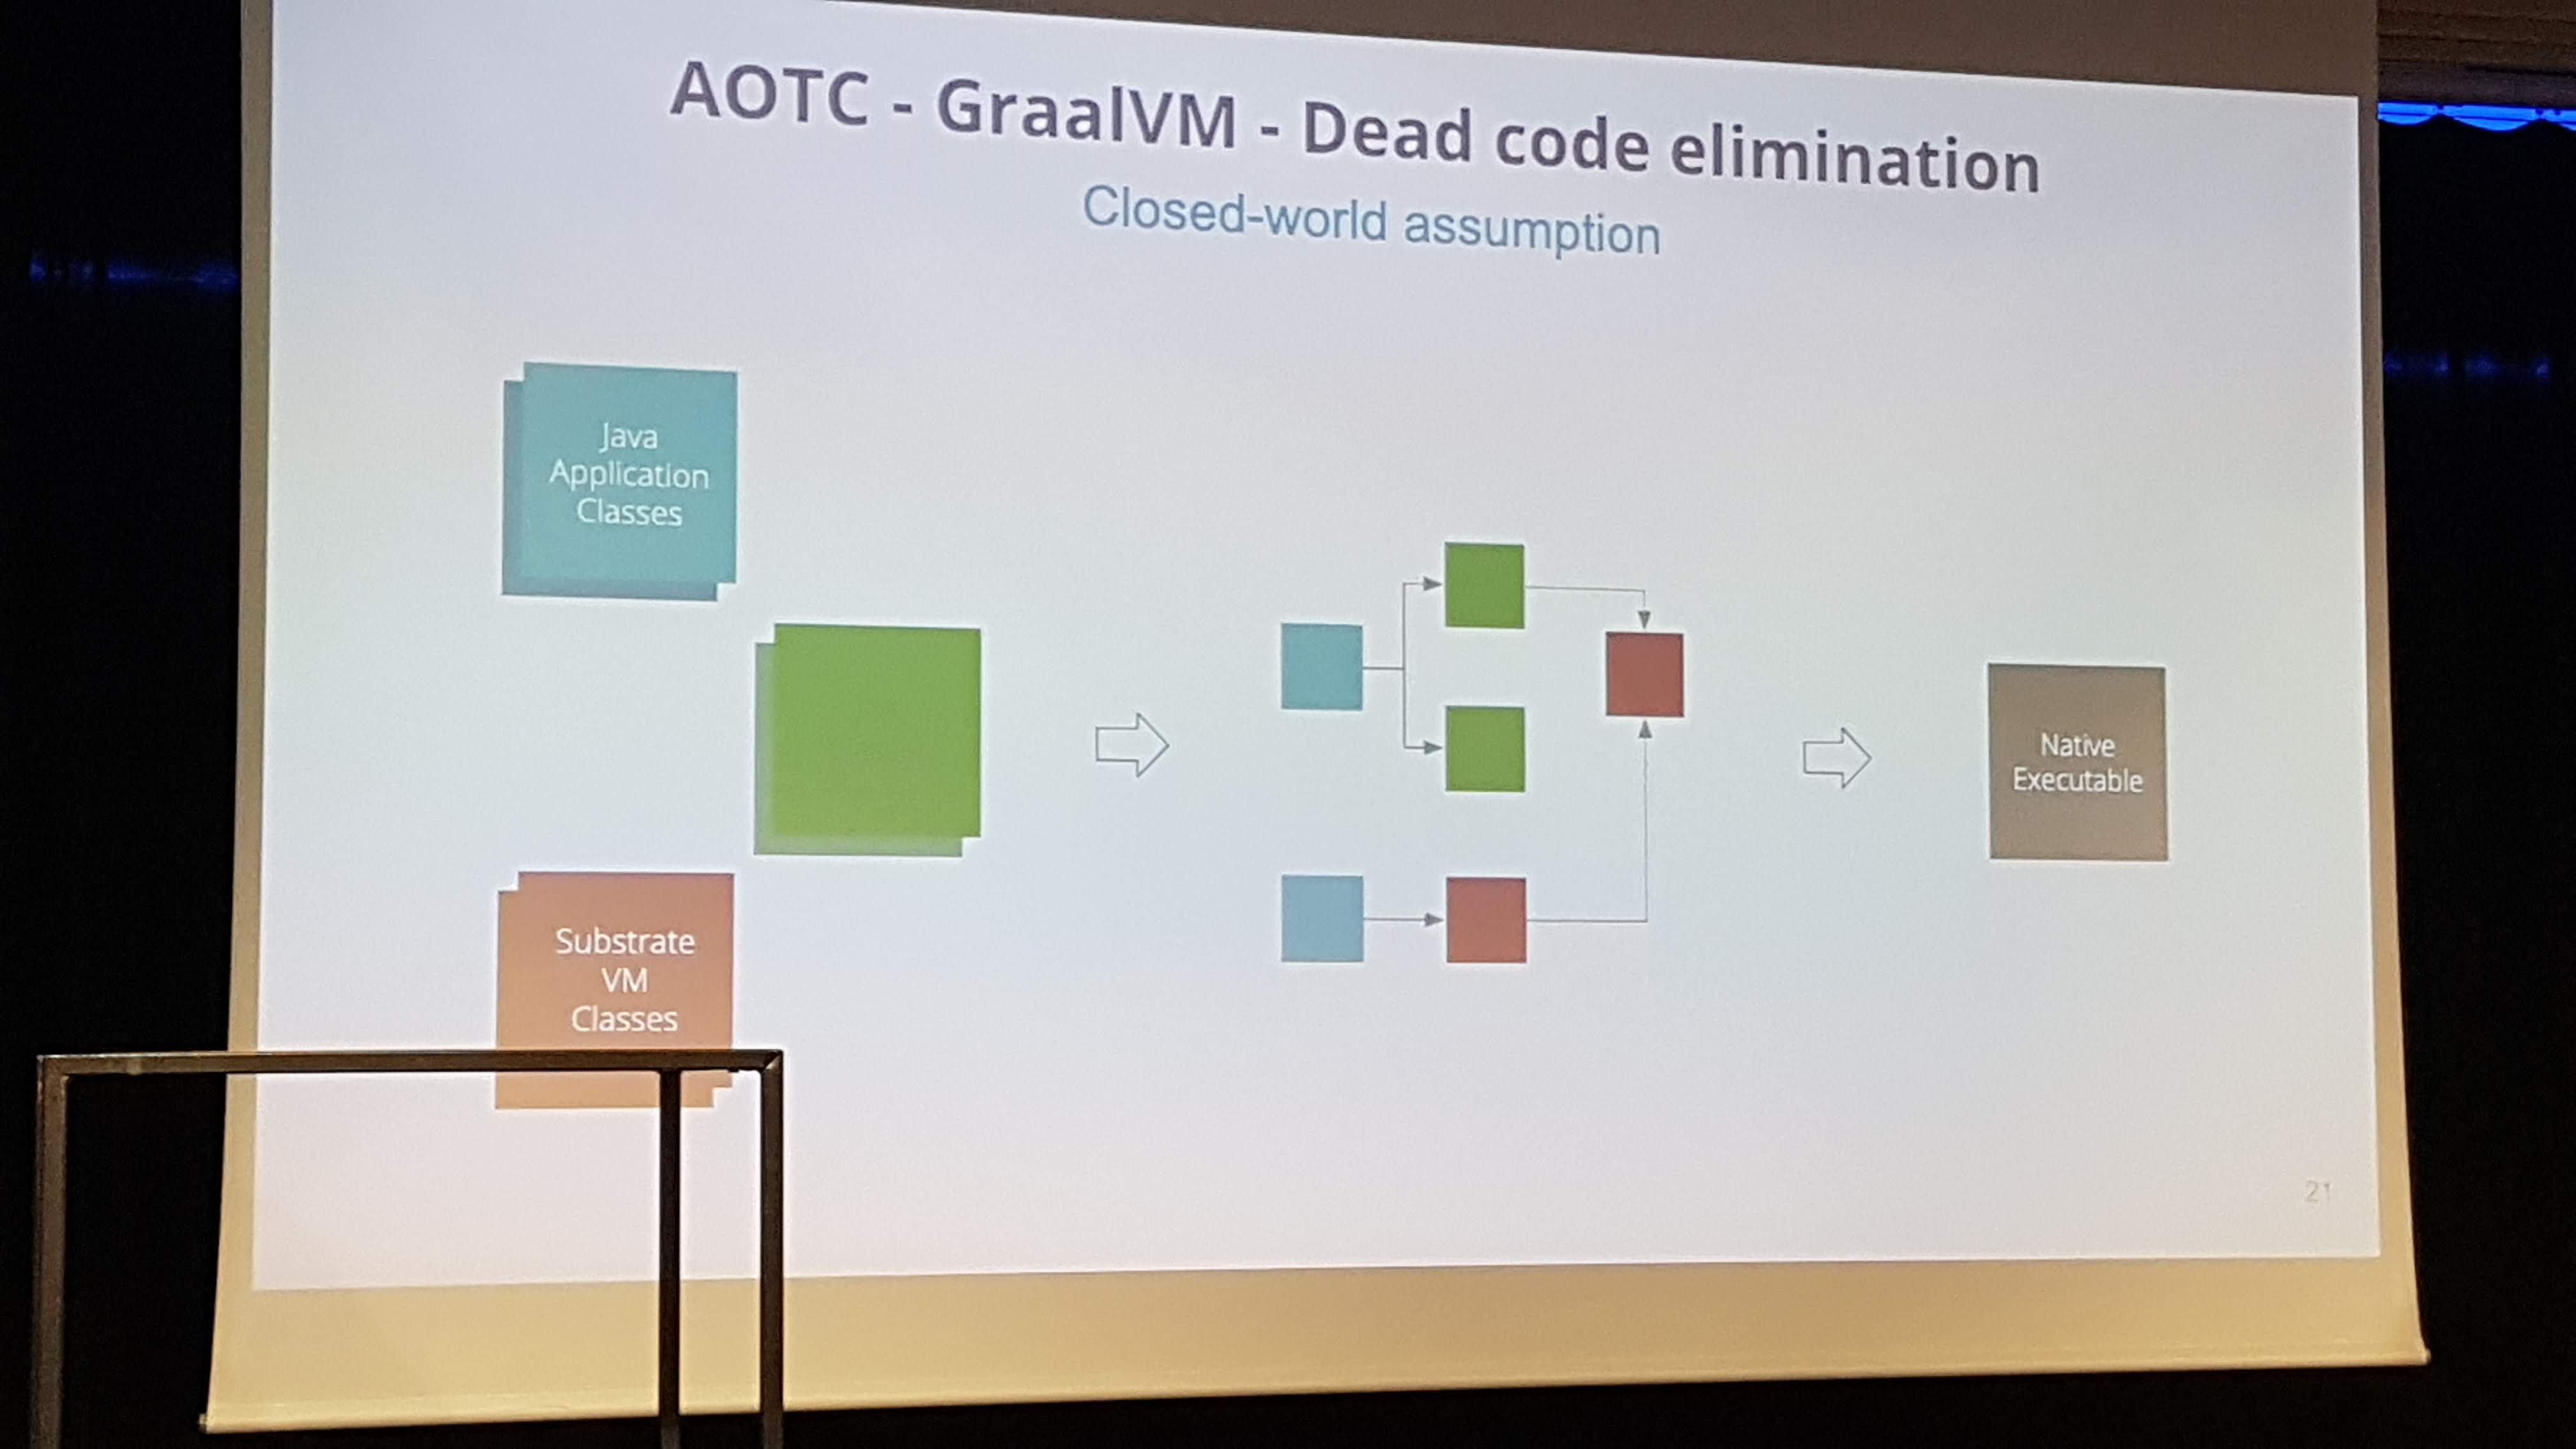 AOTC - GraalVM - Dead code elimination
Closed-world assumption
Java
Application
Classes
Substrate
VM
Classes
Native
Executable
21